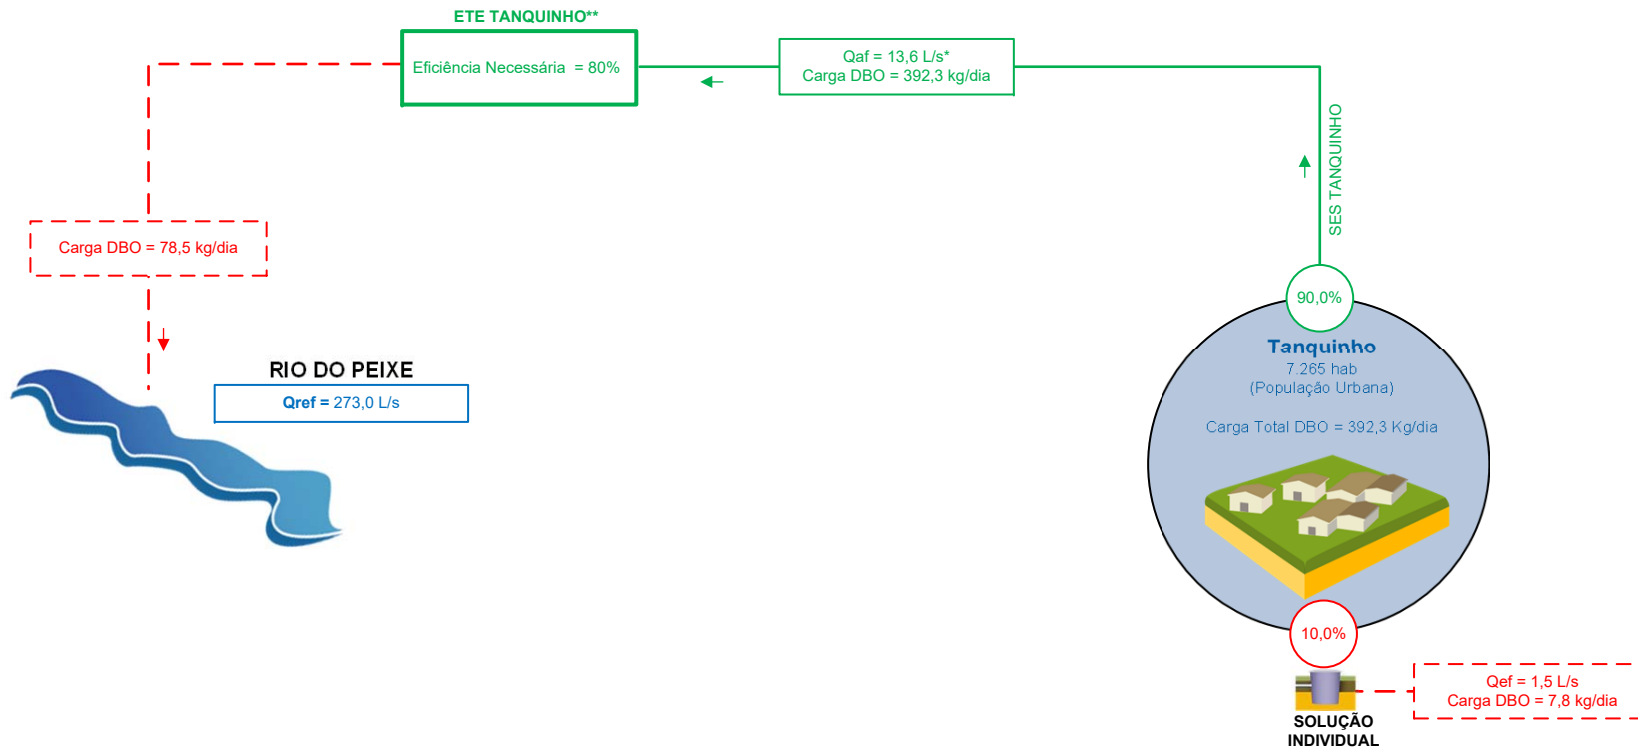 ETE TANQUINHO**
Eficiência Necessária = 80%
Qaf = 13,6 L/s*
Carga DBO = 392,3 kg/dia
SES TANQUINHO
Carga DBO = 78,5 kg/dia
RIO DO PEIXE
Qref = 273,0 L/s
90,0%
Tanquinho
7.265 hab
(População Urbana)
Carga Total DBO = 392,3 Kg/dia
10,0%
Qef = 1,5 L/s
Carga DBO = 7,8 kg/dia
SOLUÇÃO
INDIVIDUAL